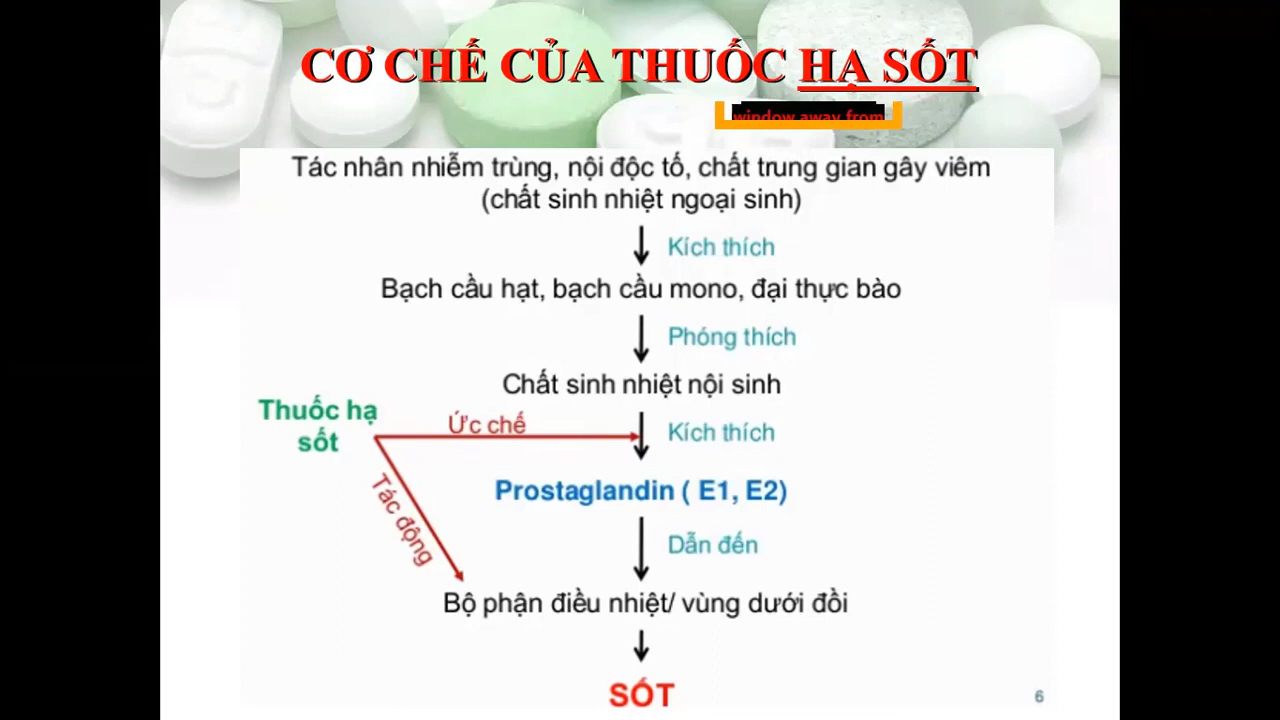 CƠ CHẾ CỦA THUỐC HẠ SỐT
window away from
Tác nhân nhiễm trùng, nội độc tố, chất trung gian gây viêm
(chất sinh nhiệt ngoại sinh)
Kích thích
Bạch cầu hạt, bạch cầu mono, đại thực bào
Phóng thích
Chất sinh nhiệt nội sinh
Thuốc hạ
sốt
Ức chế
Kích thích
Tác động
Prostaglandin ( E1, E2)
Dẫn đến
Bộ phận điều nhiệt/ vùng dưới đồi
SỐT
6